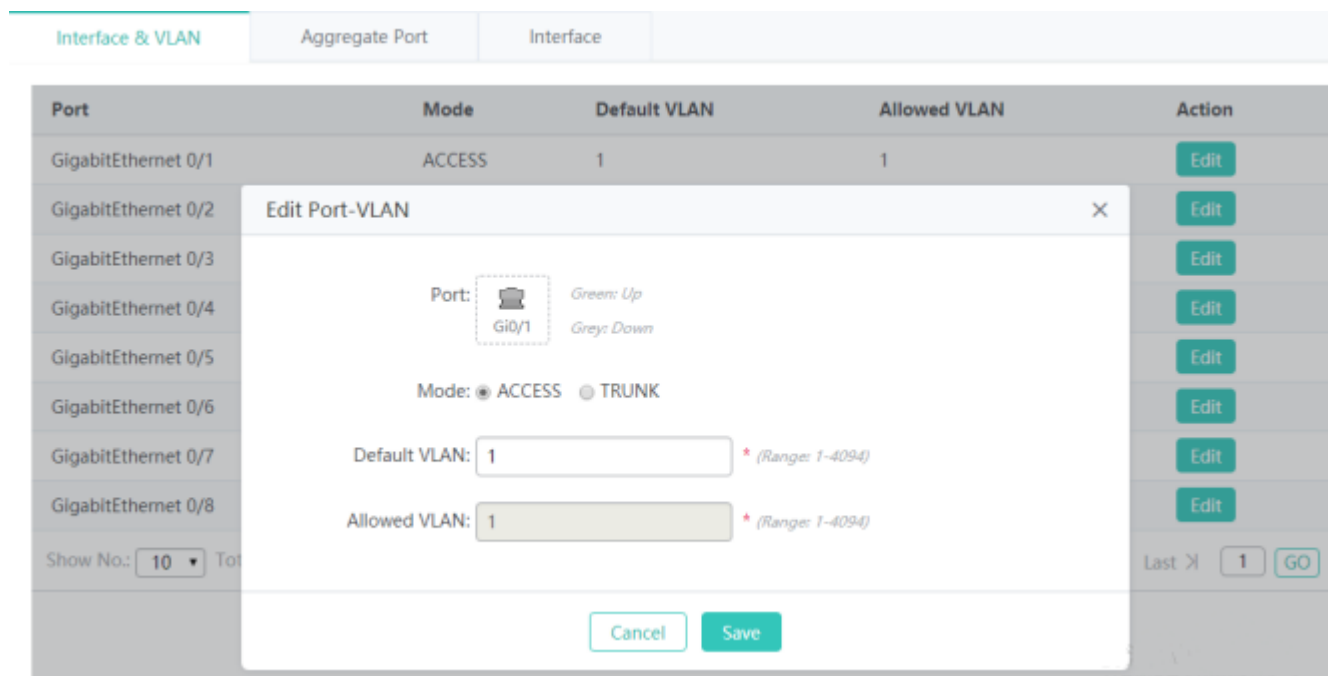 Interface & VLAN Aggregate Port Interface
Port Mode Default VLAN Allowed VLAN Action
GigabitEthernet 0/1 ACCESS 1 1 Edit
GigabitEthernet 0/2 Edit
GigabitEthernet 0/3 Edit
GigabitEthernet 0/4 Edit
GigabitEthernet 0/5 Edit
GigabitEthernet 0/6 Edit
GigabitEthernet 0/7 Edit
GigabitEthernet 0/8 Edit
Show No.: 10 Tot Last 1 GO
Edit Port-VLAN
Port: Gi0/1 Green: Up
Grey: Down
Mode: ACCESS TRUNK
Default VLAN: 1 * (Range: 1-4094)
Allowed VLAN: 1 * (Range: 1-4094)
Cancel Save